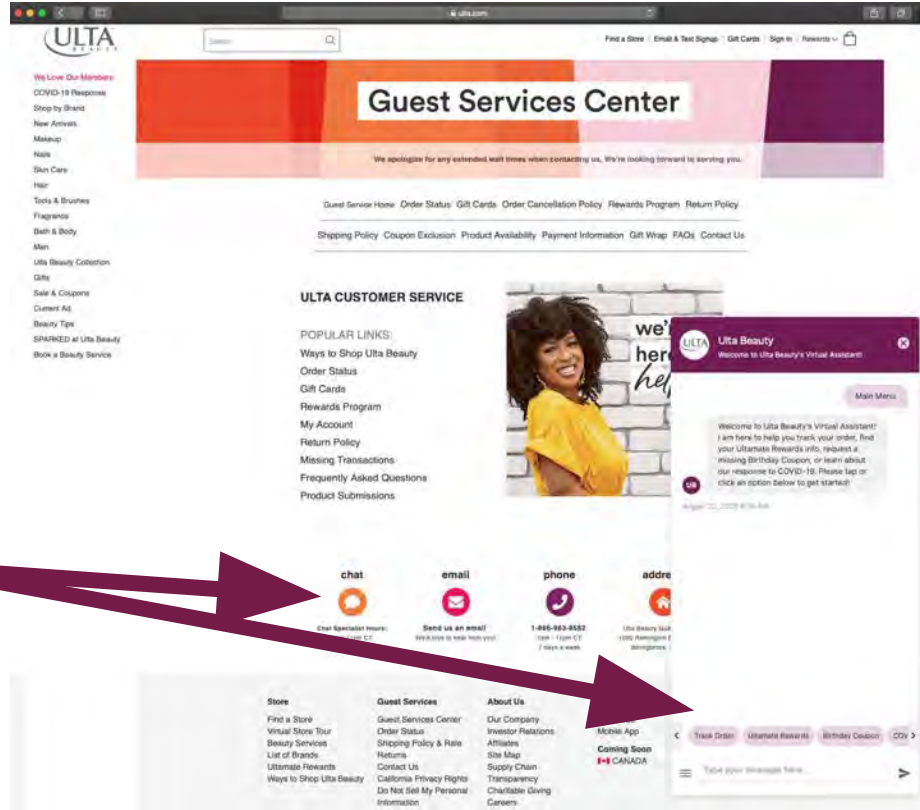 ulta.com
ULTA
BEAUTY
Search
Find a Store
Email & Text Signup
Gift Cards
Sign in
Rewards
We Love Our Members
COVID-19 Response
Shop by Brand
New Arrivals
Makeup
Nails
Skin Care
Hair
Tools & Brushes
Fragrance
Bath & Body
Men
Ulta Beauty Collection
Gifts
Sale & Coupons
Current Ad
Beauty Tips
SPARKED at Ulta Beauty
Book a Beauty Service
Guest Services Center
We apologize for any extended wait times when contacting us, We're looking forward to serving you.
Guest Service Home Order Status Gift Cards Order Cancellation Policy Rewards Program Return Policy
Shipping Policy Coupon Exclusion Product Availability Payment Information Gift Wrap FAQs Contact Us
ULTA CUSTOMER SERVICE
POPULAR LINKS:
Ways to Shop Ulta Beauty
Order Status
Gift Cards
Rewards Program
My Account
Return Policy
Missing Transactions
Frequently Asked Questions
Product Submissions
we'
her
hel
ULTA
Ulta Beauty
Welcome to Ulta Beauty's Virtual Assistant!
Main Menu
Welcome to Ulta Beauty's Virtual Assistant!
I am here to help you track your order, find
your Ultamate Rewards info, request a
missing Birthday Coupon, or learn about
our response to COVID-19. Please tap or
click an option below to get started!
UB
chat
Chat Specialist Hours:
email
Send us an email
We'd love to hear from you!
phone
1-866-983-8582
7 days a week
addre
Track Order
Ultamate Rewards
Birthday Coupon
COV
Type your message here...
Store
Find a Store
Virtual Store Tour
Beauty Services
List of Brands
Ultamate Rewards
Ways to Shop Ulta Beauty
Guest Services
Guest Services Center
Order Status
Shipping Policy & Rate
Returns
Contact Us
California Privacy Rights
Do Not Sell My Personal
Information
About Us
Our Company
Investor Relations
Affiliates
Site Map
Supply Chain
Transparency
Charitable Giving
Careers
Mobile App
Coming Soon
CANADA